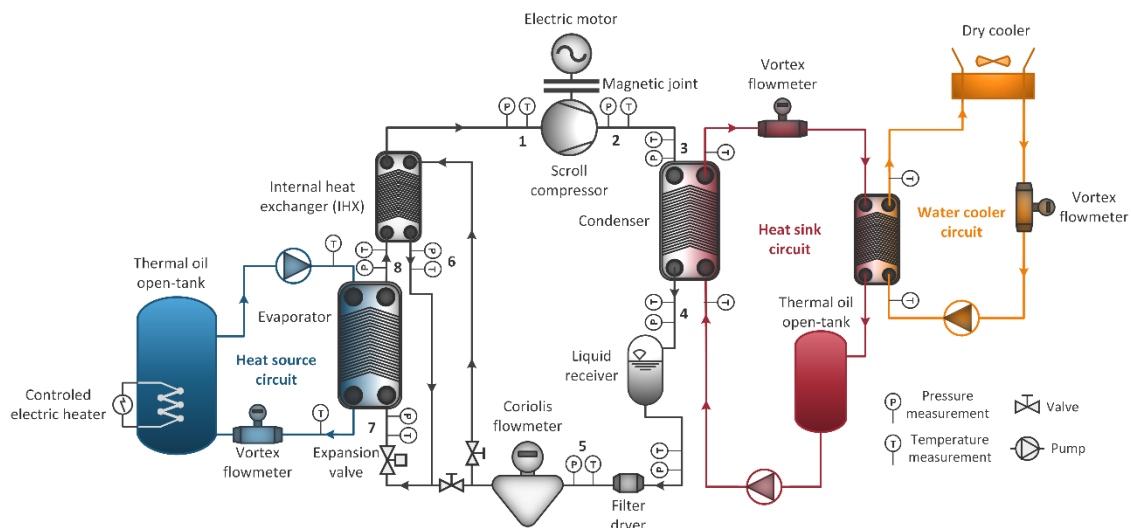 Electric motor
Magnetic joint
P T
P T
1
2
Scroll
compressor
Internal heat
exchanger (IHX)
T
P
8
P
T
6
Thermal oil
open-tank
T
Evaporator
Heat source
circuit
Controled
electric heater
Vortex
flowmeter
T
7
P
T
Expansion
valve
Coriolis
flowmeter
5
P T
Filter
dryer
T
P
Liquid
receiver
T
P
4
T
Condenser
T
P
3
T
Vortex
flowmeter
Heat sink
circuit
Thermal oil
open-tank
Dry cooler
T
Water cooler
circuit
T
Vortex
flowmeter
P
Pressure
measurement
Valve
T
Temperature
measurement
Pump